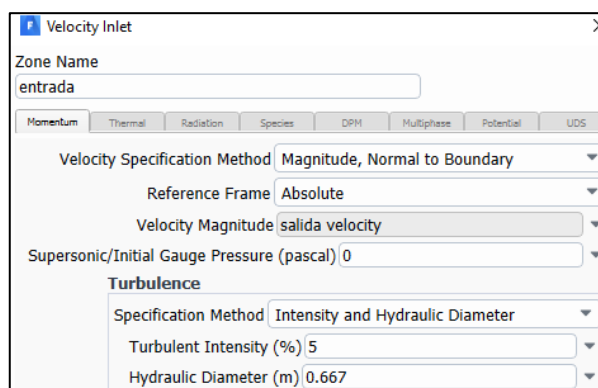 Velocity Inlet
Zone Name
entrada
Momentum Thermal Radiation Species DPM Multiphase Potential UDS
Velocity Specification Method Magnitude, Normal to Boundary
Reference Frame Absolute
Velocity Magnitude salida velocity
Supersonic/Initial Gauge Pressure (pascal) 0
Turbulence
Specification Method Intensity and Hydraulic Diameter
Turbulent Intensity (%) 5
Hydraulic Diameter (m) 0.667